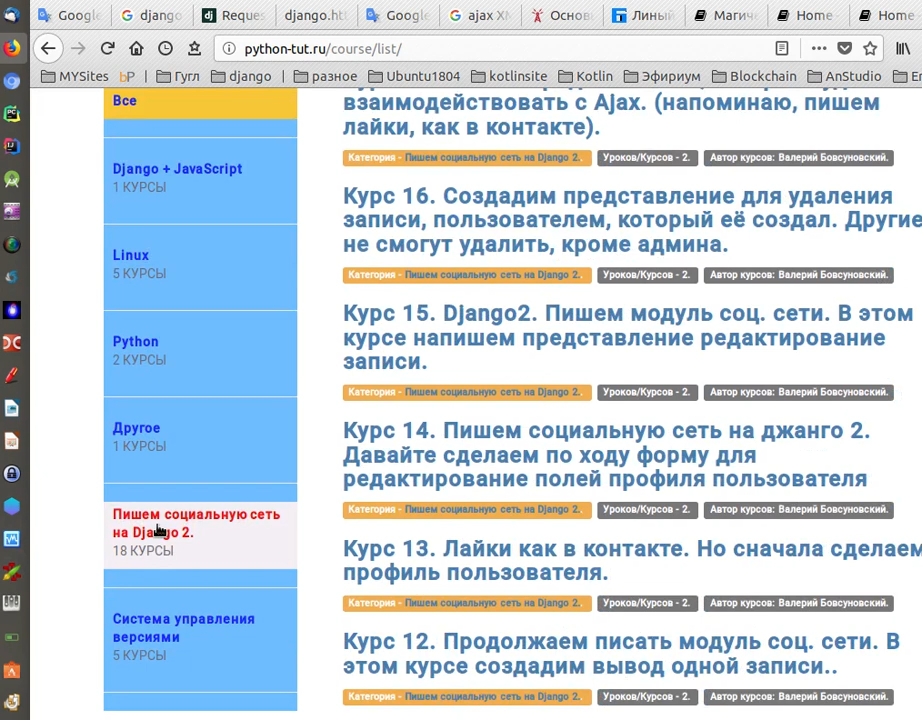 Google
django
Reques
django.ht
Google
ajax XM
Основ
Линый
Магич
Home
Home
python-tut.ru/course/list/
MYSites
bP
Гугл
django
разное
Ubuntu1804
kotlinsite
Kotlin
Эфириум
Blockchain
AnStudio
Все
Django + JavaScript
1 КУРСЫ
Linux
5 КУРСЫ
Python
2 КУРСЫ
Другое
1 КУРСЫ
Пишем социальную сеть
на Django 2.
18 КУРСЫ
Система управления
версиями
5 КУРСЫ
взаимодействовать с Ajax. (напоминаю, пишем
лайки, как в контакте).
Категория - Пишем социальную сеть на Django 2. Уроков/Курсов - 2. Автор курсов: Валерий Бовсуновский.
Курс 16. Создадим представление для удаления
записи, пользователем, который её создал. Другие
не смогут удалить, кроме админа.
Категория - Пишем социальную сеть на Django 2. Уроков/Курсов - 2. Автор курсов: Валерий Бовсуновский.
Курс 15. Django2. Пишем модуль соц. сети. В этом
курсе напишем представление редактирование
записи.
Категория - Пишем социальную сеть на Django 2. Уроков/Курсов - 2. Автор курсов: Валерий Бовсуновский.
Курс 14. Пишем социальную сеть на джанго 2.
Давайте сделаем по ходу форму для
редактирование полей профиля пользователя
Категория - Пишем социальную сеть на Django 2. Уроков/Курсов - 2. Автор курсов: Валерий Бовсуновский.
Курс 13. Лайки как в контакте. Но сначала сделаем
профиль пользователя.
Категория - Пишем социальную сеть на Django 2. Уроков/Курсов - 2. Автор курсов: Валерий Бовсуновский.
Курс 12. Продолжаем писать модуль соц. сети. В
этом курсе создадим вывод одной записи..
Категория - Пишем социальную сеть на Django 2. Уроков/Курсов - 2. Автор курсов: Валерий Бовсуновский.